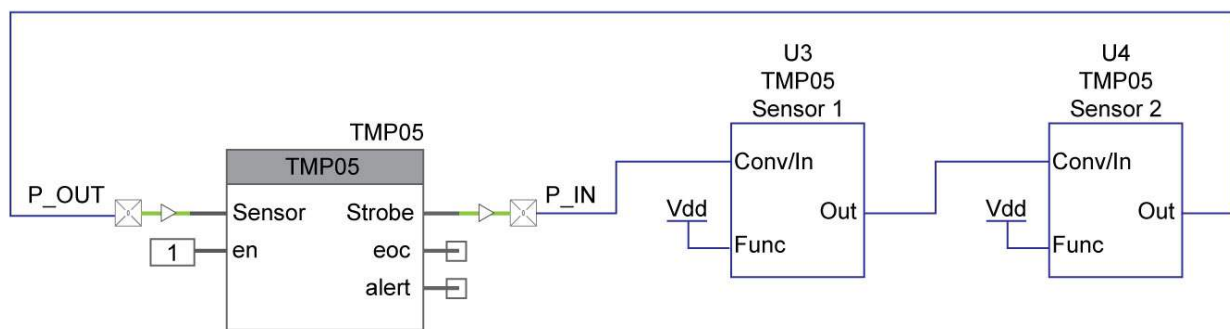 U3
TMP05
Sensor 1
U4
TMP05
Sensor 2
TMP05
TMP05
P_OUT
Sensor
Strobe
P_IN
1
en
eoc
alert
Conv/In
Vdd
Out
Func
Conv/In
Vdd
Out
Func